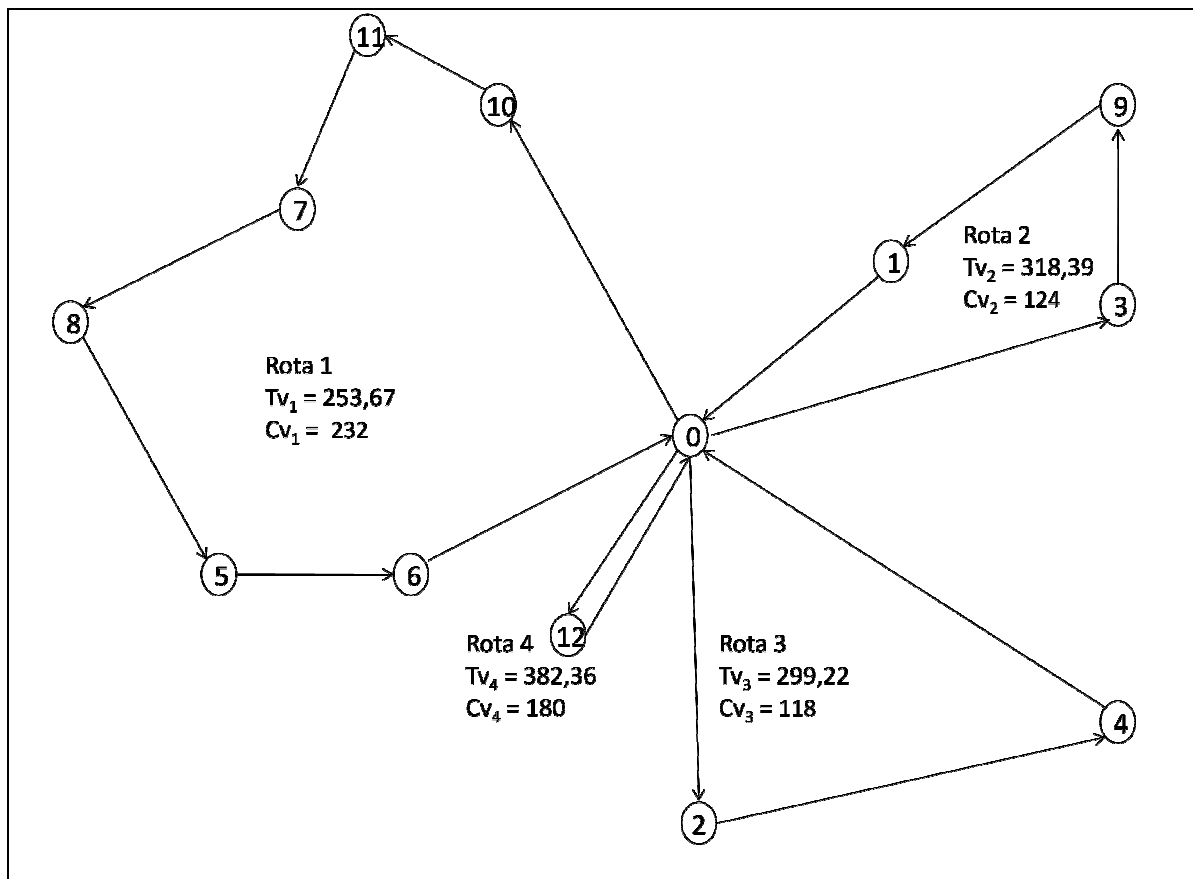 11
10
9
7
1
Rota 2
Tv₂ = 318,39
Cv₂ = 124
3
8
Rota 1
Tv₁ = 253,67
Cv₁ = 232
0
5
6
12
Rota 4
Tv₄ = 382,36
Cv₄ = 180
Rota 3
Tv₃ = 299,22
Cv₃ = 118
4
2